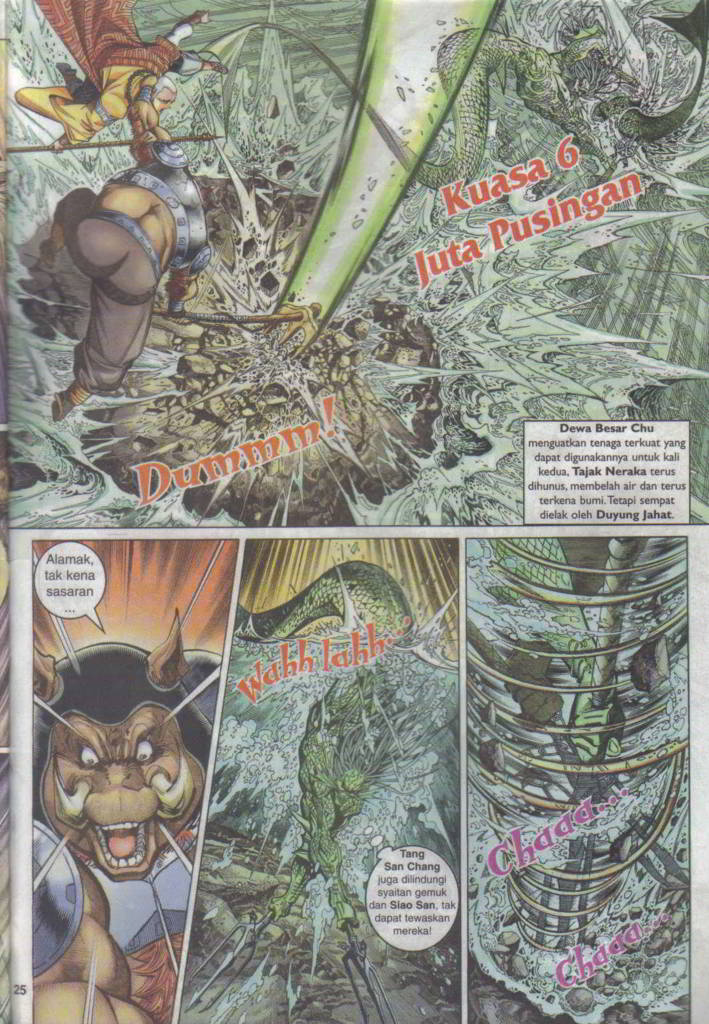 Kuasa 6
Juta Pusingan
Dummm!
Dewa Besar Chu
menguatkan tenaga terkuat yang
dapat digunakannya untuk kali
kedua, Tajak Neraka terus
dihunus, membelah air dan terus
terkena bumi. Tetapi sempat
dielak oleh Duyung Jahat.
Alamak,
tak kena
sasaran
...
Wahh lahh...
Tang
San Chang
juga dilindungi
syaitan gemuk
dan Siao San, tak
dapat tewaskan
mereka!
Chaaa...
Chaaa...
25